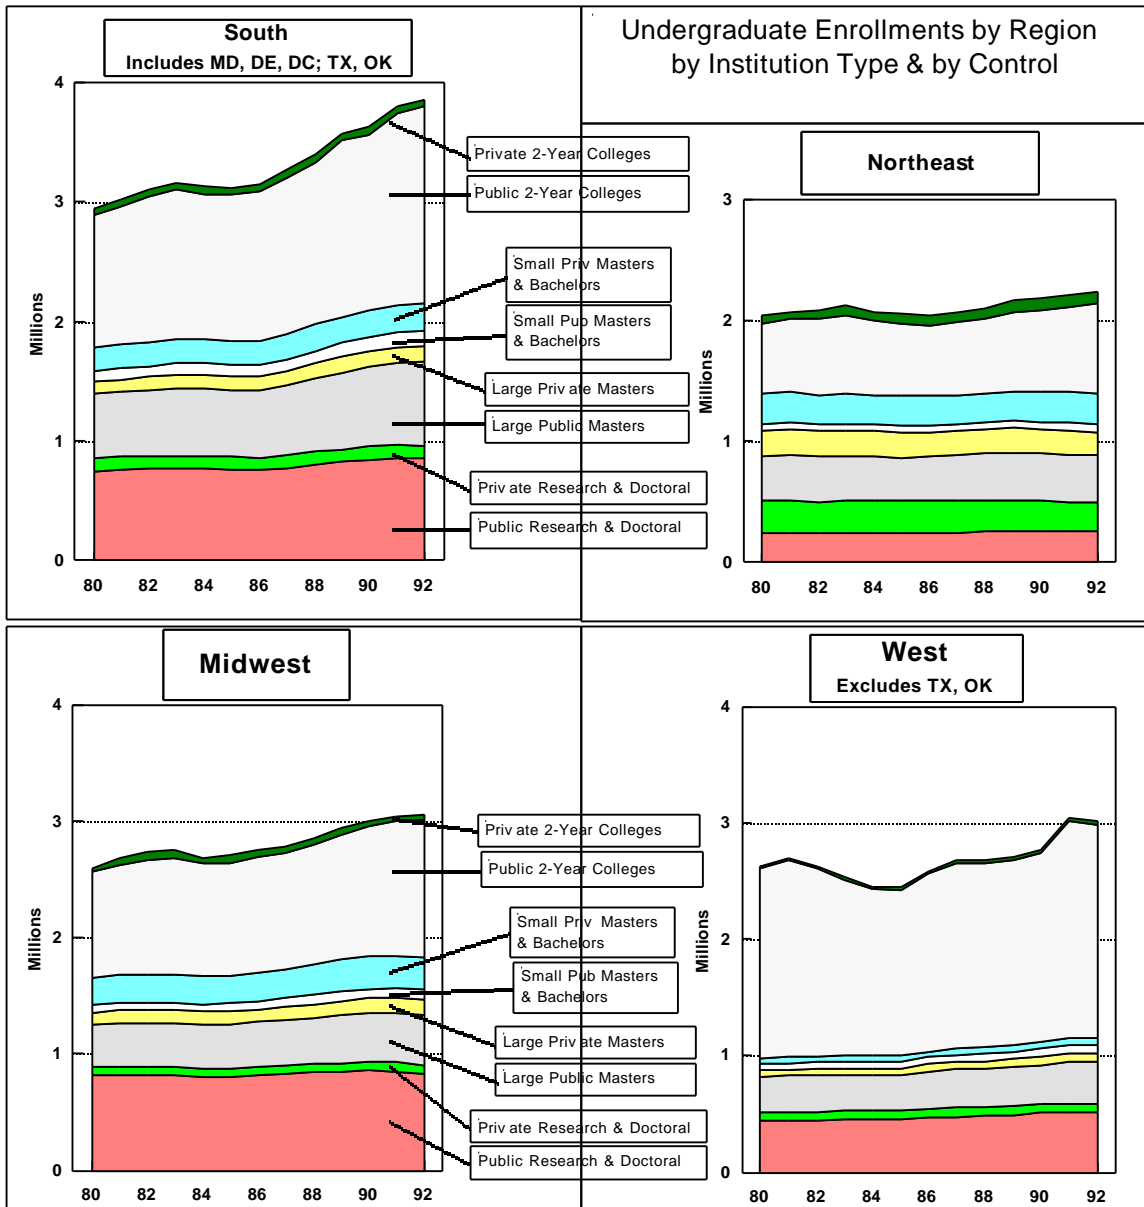 South
Includes MD, DE, DC; TX, OK
Undergraduate Enrollments by Region
by Institution Type & by Control
4
3
2
1
0
Millions
80 82 84 86 88 90 92
Private 2-Year Colleges
Public 2-Year Colleges
Small Priv Masters
& Bachelors
Small Pub Masters
& Bachelors
Large Private Masters
Large Public Masters
Private Research & Doctoral
Public Research & Doctoral
Northeast
3
2
1
0
Millions
80 82 84 86 88 90 92
Midwest
4
3
2
1
0
Millions
80 82 84 86 88 90 92
Private 2-Year Colleges
Public 2-Year Colleges
Small Priv Masters
& Bachelors
Small Pub Masters
& Bachelors
Large Private Masters
Large Public Masters
Private Research & Doctoral
Public Research & Doctoral
West
Excludes TX, OK
4
3
2
1
0
Millions
80 82 84 86 88 90 92